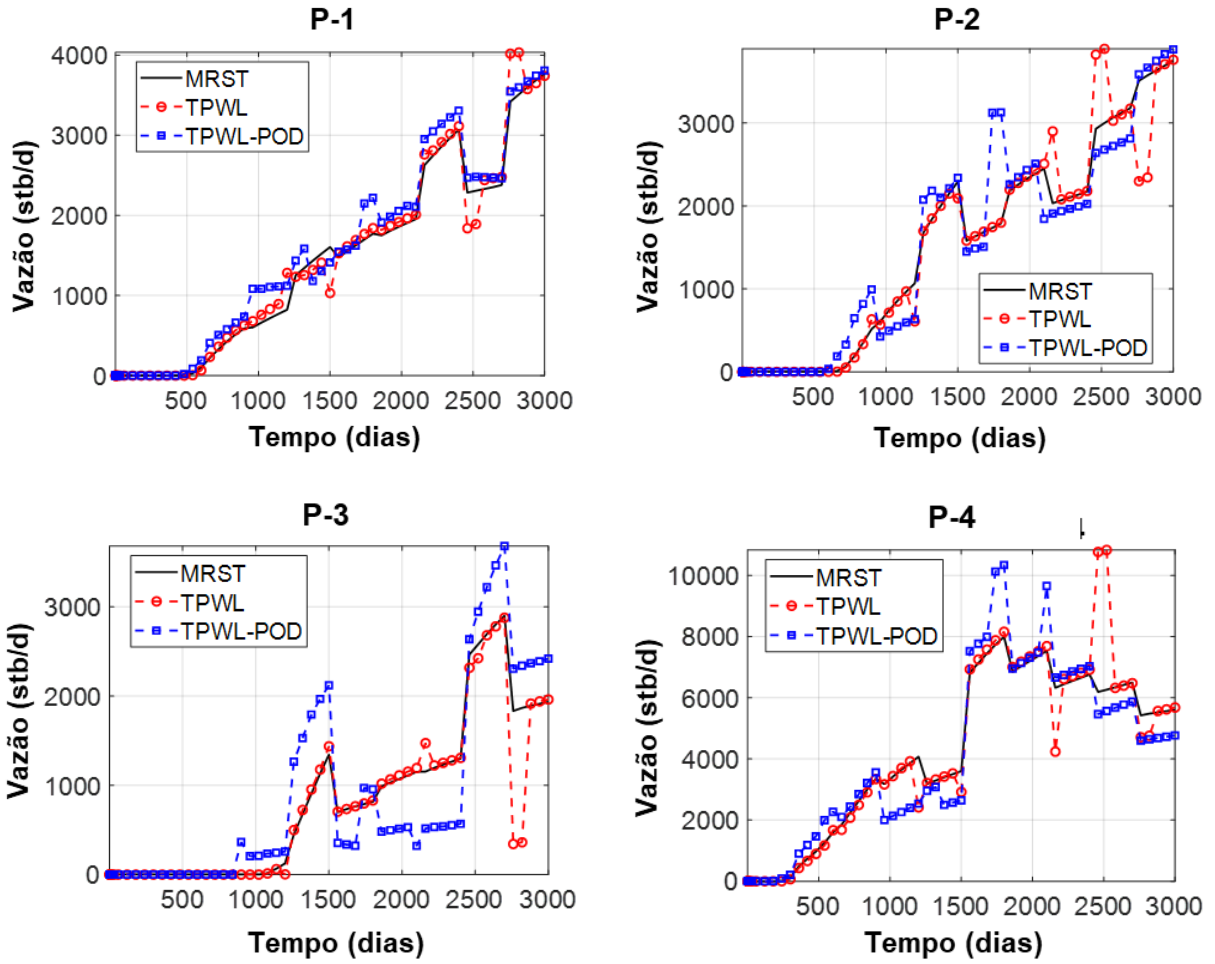 P-1
4000
3000
2000
1000
0
Vazão (stb/d)
MRST
TPWL
TPWL-POD
500 1000 1500 2000 2500 3000
Tempo (dias)
P-2
3000
2000
1000
0
Vazão (stb/d)
MRST
TPWL
TPWL-POD
500 1000 1500 2000 2500 3000
Tempo (dias)
P-3
3000
2000
1000
0
Vazão (stb/d)
MRST
TPWL
TPWL-POD
500 1000 1500 2000 2500 3000
Tempo (dias)
P-4
10000
8000
6000
4000
2000
0
Vazão (stb/d)
MRST
TPWL
TPWL-POD
500 1000 1500 2000 2500 3000
Tempo (dias)